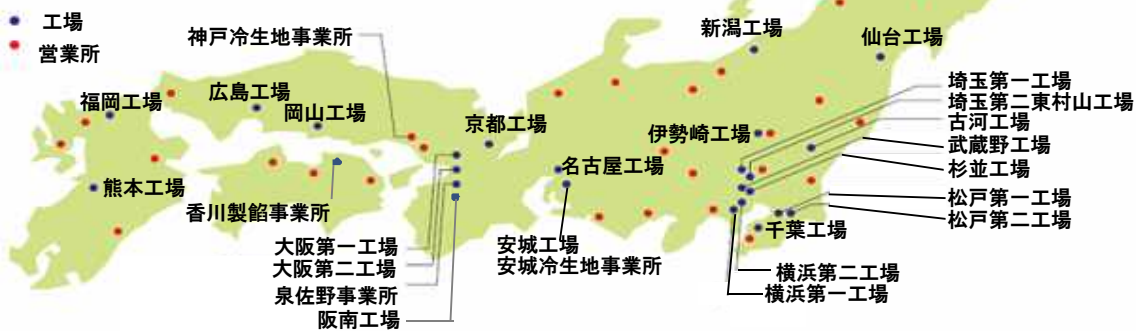 工場
営業所
神戸冷生地事業所
新潟工場
仙台工場
福岡工場
広島工場
岡山工場
京都工場
伊勢崎工場
埼玉第一工場
埼玉第二東村山工場
古河工場
武蔵野工場
杉並工場
松戸第一工場
松戸第二工場
千葉工場
熊本工場
香川製餡事業所
名古屋工場
大阪第一工場
大阪第二工場
泉佐野事業所
阪南工場
安城工場
安城冷生地事業所
横浜第二工場
横浜第一工場